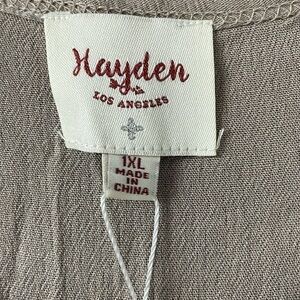 Hayden
LOS ANGELES
1XL
MADE IN
CHINA